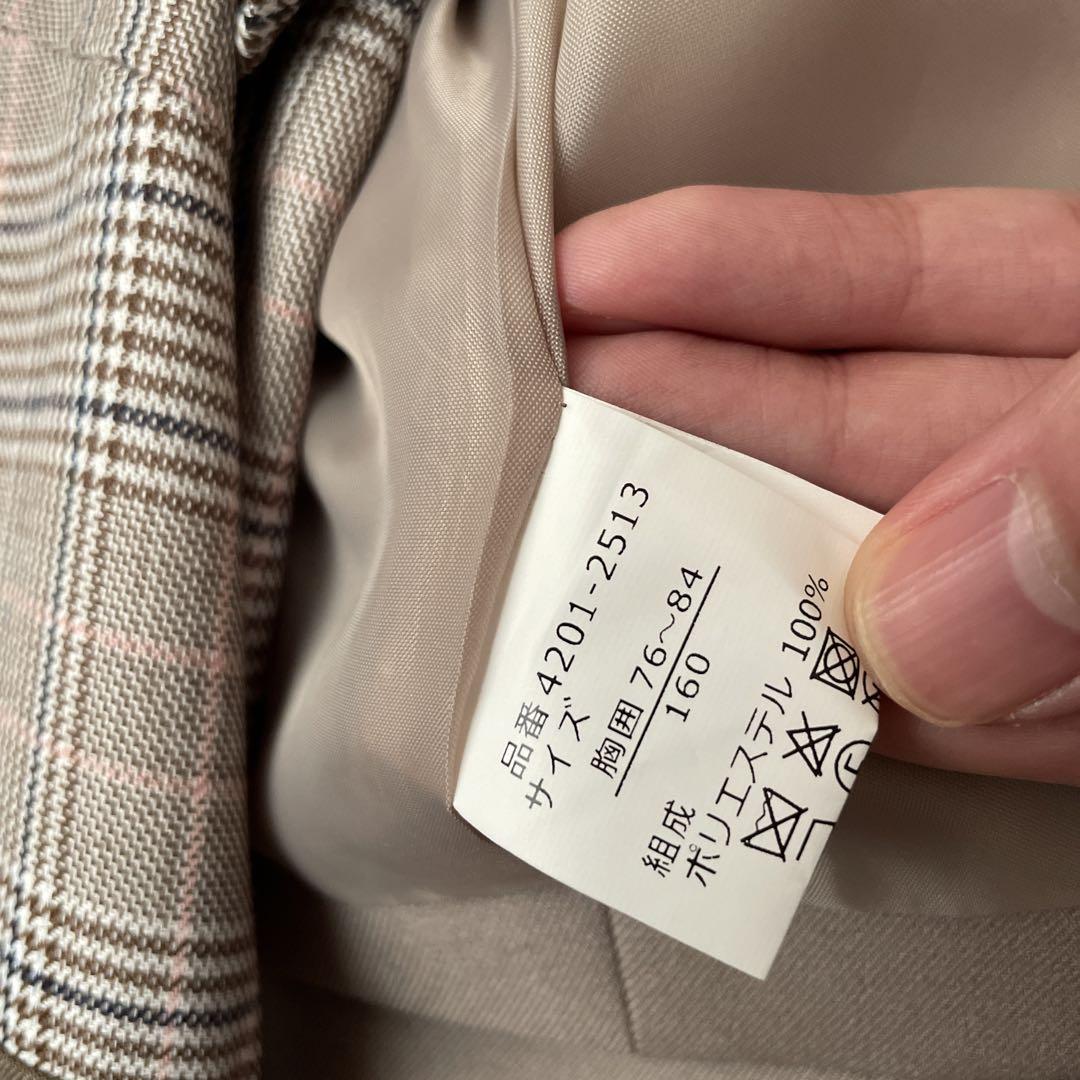 品番 4201-2513
サイズ
胸囲 76～84
160
組成
ポリエステル 100%